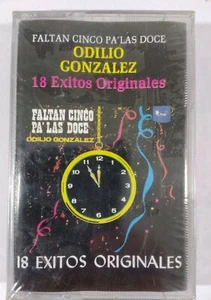 FALTAN CINCO PA'LAS DOCE
ODILIO
GONZALEZ
18 Exitos Originales
FALTAN CINCO
PA'LAS DOCE
ODILIO GONZALEZ
18 EXITOS ORIGINALES